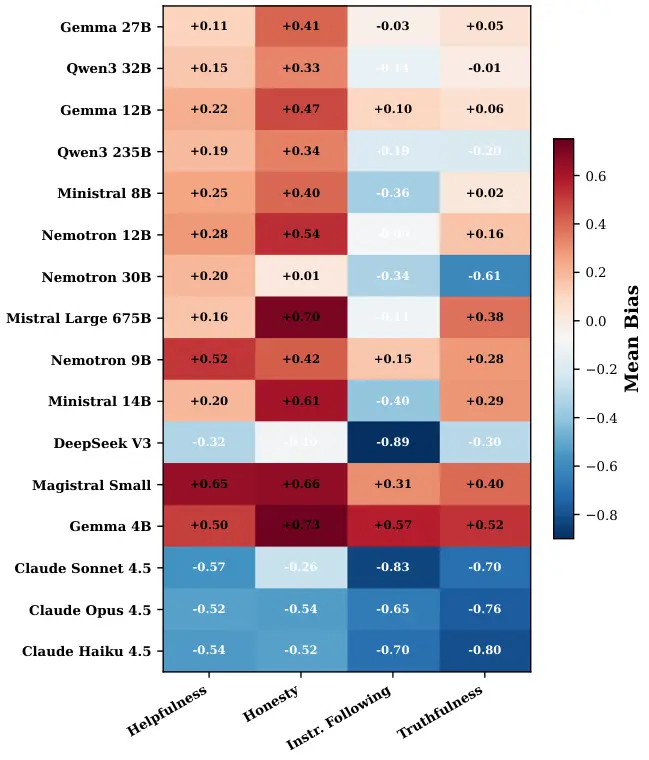 Gemma 27B +0.11 +0.41 -0.03 +0.05
Qwen3 32B +0.15 +0.33 -0.01
Gemma 12B +0.22 +0.47 +0.10 +0.06
Qwen3 235B +0.19 +0.34 -0.19 -0.20
Ministral 8B +0.25 +0.40 -0.36 +0.02
Nemotron 12B +0.28 +0.54 +0.16
Nemotron 30B +0.20 +0.01 -0.34 -0.61
Mistral Large 675B +0.16 +0.70 +0.38
Nemotron 9B +0.52 +0.42 +0.15 +0.28
Ministral 14B +0.20 +0.61 -0.40 +0.29
DeepSeek V3 -0.32 -0.89 -0.30
Magistral Small +0.65 +0.66 +0.31 +0.40
Gemma 4B +0.50 +0.73 +0.57 +0.52
Claude Sonnet 4.5 -0.57 -0.26 -0.83 -0.70
Claude Opus 4.5 -0.52 -0.54 -0.65 -0.76
Claude Haiku 4.5 -0.54 -0.52 -0.70 -0.80
Helpfulness
Honesty
Instr. Following
Truthfulness
0.6
0.4
0.2
0.0
−0.2
−0.4
−0.6
−0.8
Mean Bias